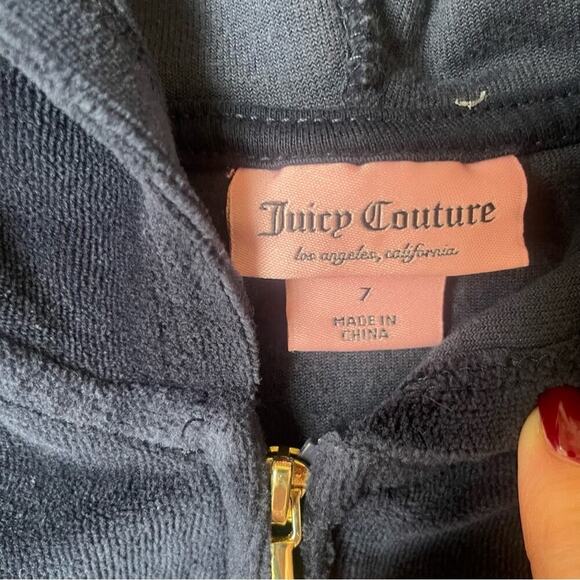 Juicy Couture
los angeles, california
7
MADE IN
CHINA